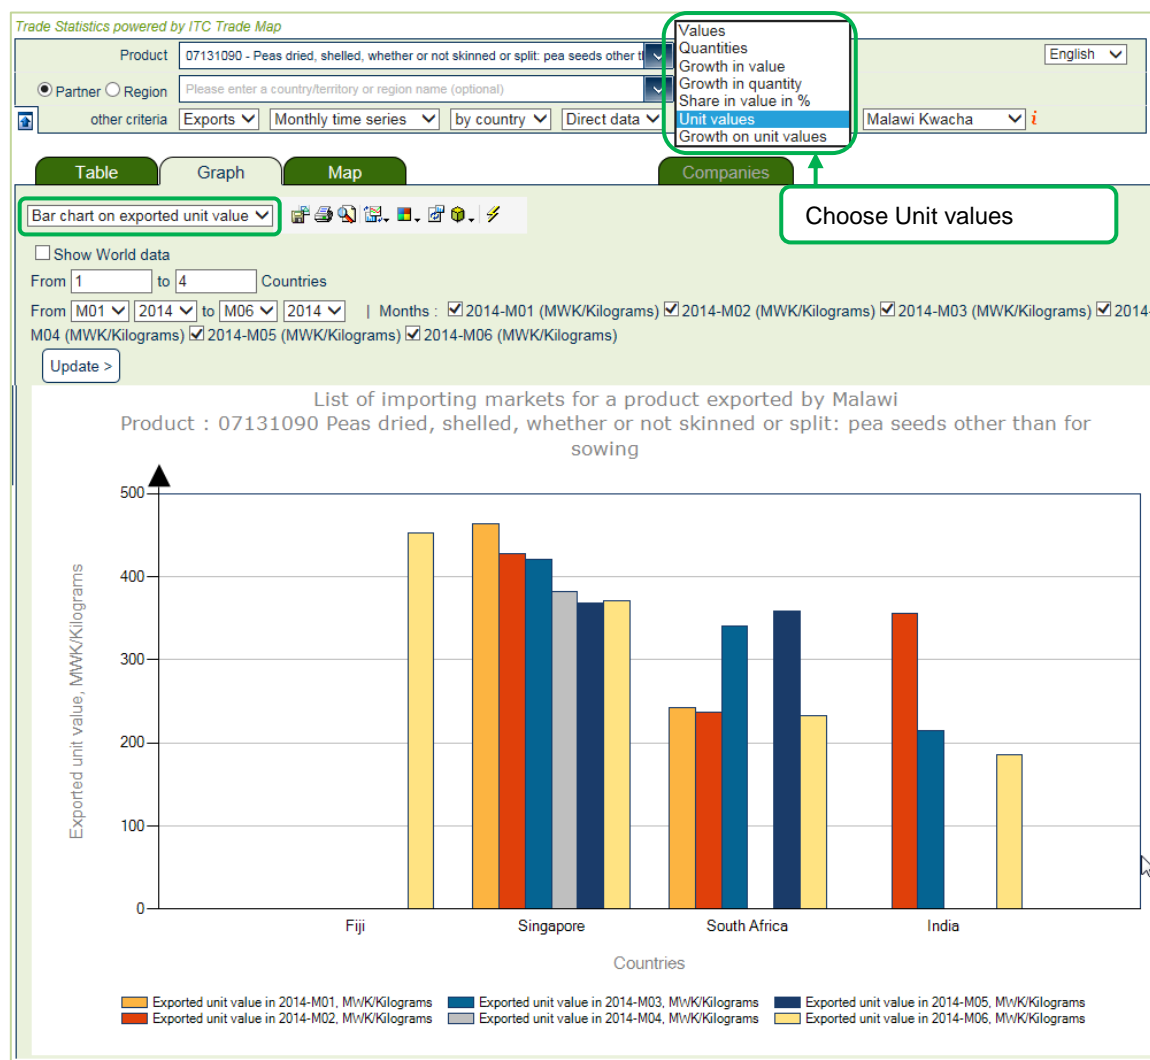 Trade Statistics powered by ITC Trade Map
Values
Quantities
Growth in value
Growth in quantity
Share in value in %
Unit values
Growth on unit values
Product 07131090 - Peas dried, shelled, whether or not skinned or split: pea seeds other English
Partner Region Please enter a country/territory or region name (optional)
other criteria Exports Monthly time series by country Direct data Malawi Kwacha i
Table Graph Map Companies
Bar chart on exported unit value
Choose Unit values
Show World data
From 1 to 4 Countries
From M01 2014 to M06 2014 | Months : 2014-M01 (MWK/Kilograms) 2014-M02 (MWK/Kilograms) 2014-M03 (MWK/Kilograms) 2014-
M04 (MWK/Kilograms) 2014-M05 (MWK/Kilograms) 2014-M06 (MWK/Kilograms)
Update >
List of importing markets for a product exported by Malawi
Product : 07131090 Peas dried, shelled, whether or not skinned or split: pea seeds other than for
sowing
Exported unit value, MWK/Kilograms
500
400
300
200
100
0
Fiji Singapore South Africa India
Countries
Exported unit value in 2014-M01, MWK/Kilograms Exported unit value in 2014-M03, MWK/Kilograms Exported unit value in 2014-M05, MWK/Kilograms
Exported unit value in 2014-M02, MWK/Kilograms Exported unit value in 2014-M04, MWK/Kilograms Exported unit value in 2014-M06, MWK/Kilograms